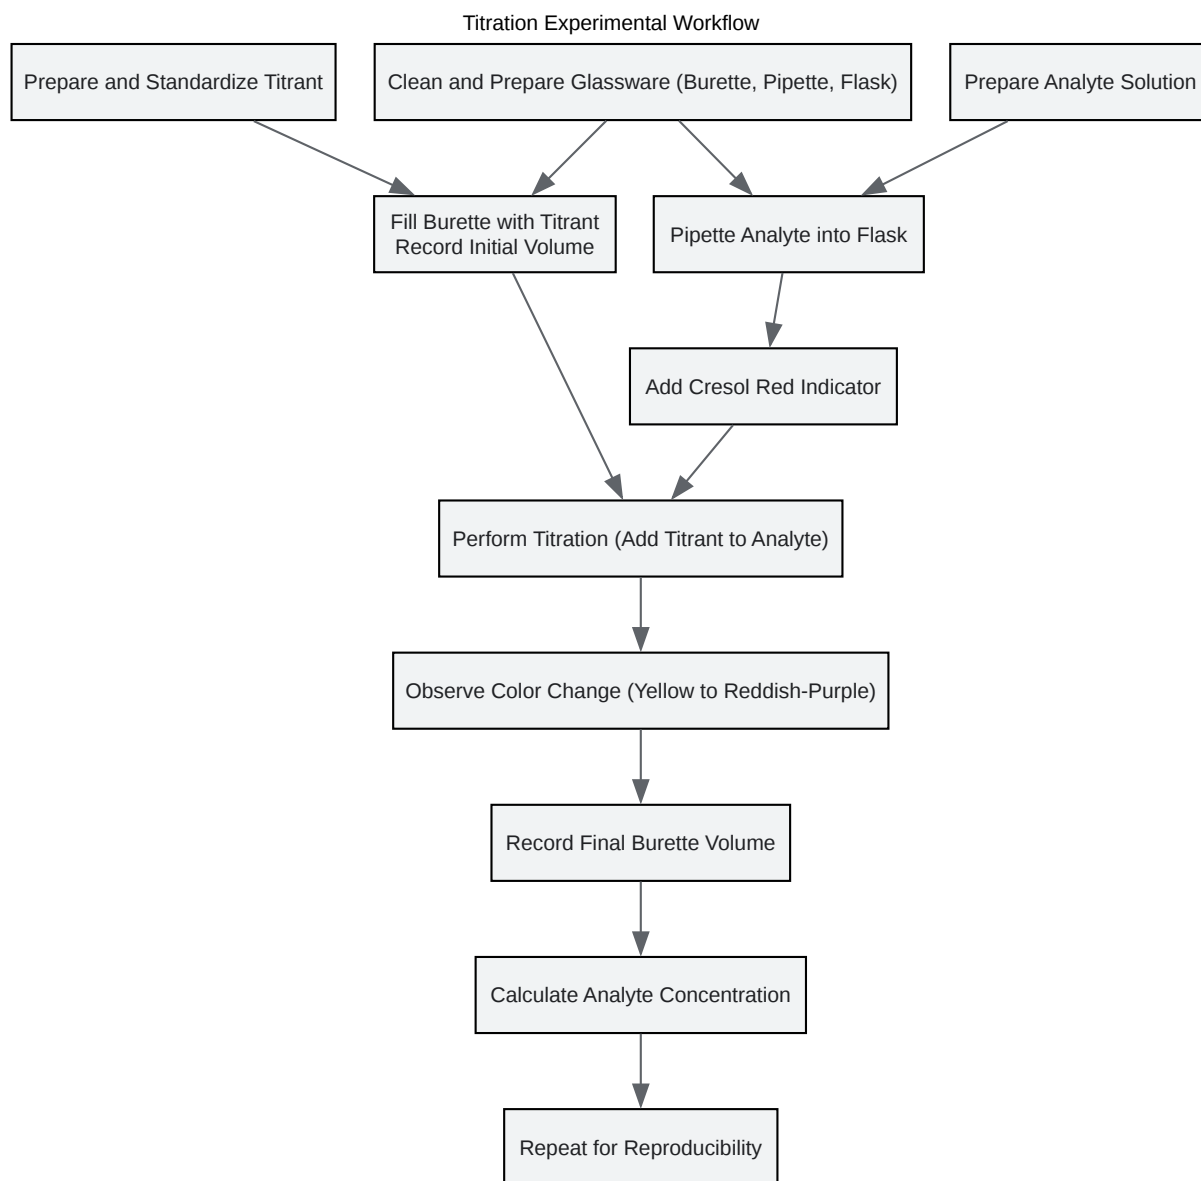 Titration Experimental Workflow
Prepare and Standardize Titrant
Clean and Prepare Glassware (Burette, Pipette, Flask)
Prepare Analyte Solution
Fill Burette with Titrant
Record Initial Volume
Pipette Analyte into Flask
Add Cresol Red Indicator
Perform Titration (Add Titrant to Analyte)
Observe Color Change (Yellow to Reddish-Purple)
Record Final Burette Volume
Calculate Analyte Concentration
Repeat for Reproducibility